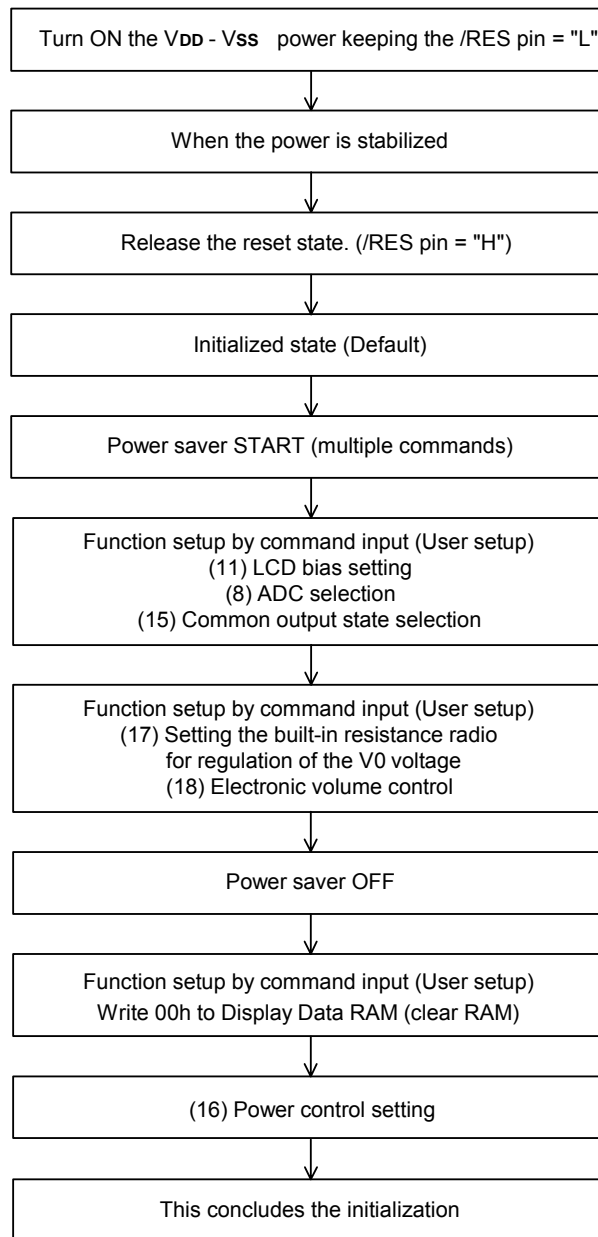 Turn ON the VDD - VSS power keeping the /RES pin = "L"
When the power is stabilized
Release the reset state. (/RES pin = "H")
Initialized state (Default)
Power saver START (multiple commands)
Function setup by command input (User setup)
(11) LCD bias setting
(8) ADC selection
(15) Common output state selection
Function setup by command input (User setup)
(17) Setting the built-in resistance radio
for regulation of the V0 voltage
(18) Electronic volume control
Power saver OFF
Function setup by command input (User setup)
Write 00h to Display Data RAM (clear RAM)
(16) Power control setting
This concludes the initialization